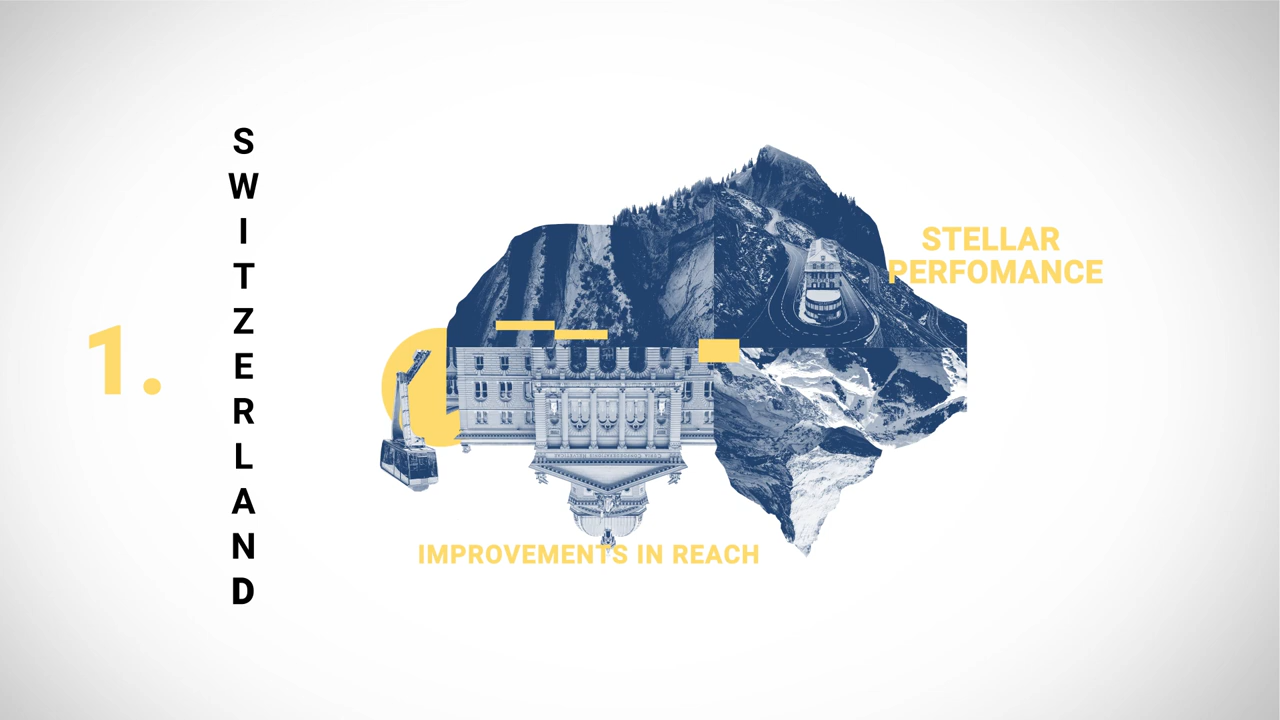 1.
SWITZERLAND
STELLAR
PERFOMANCE
IMPROVEMENTS IN REACH